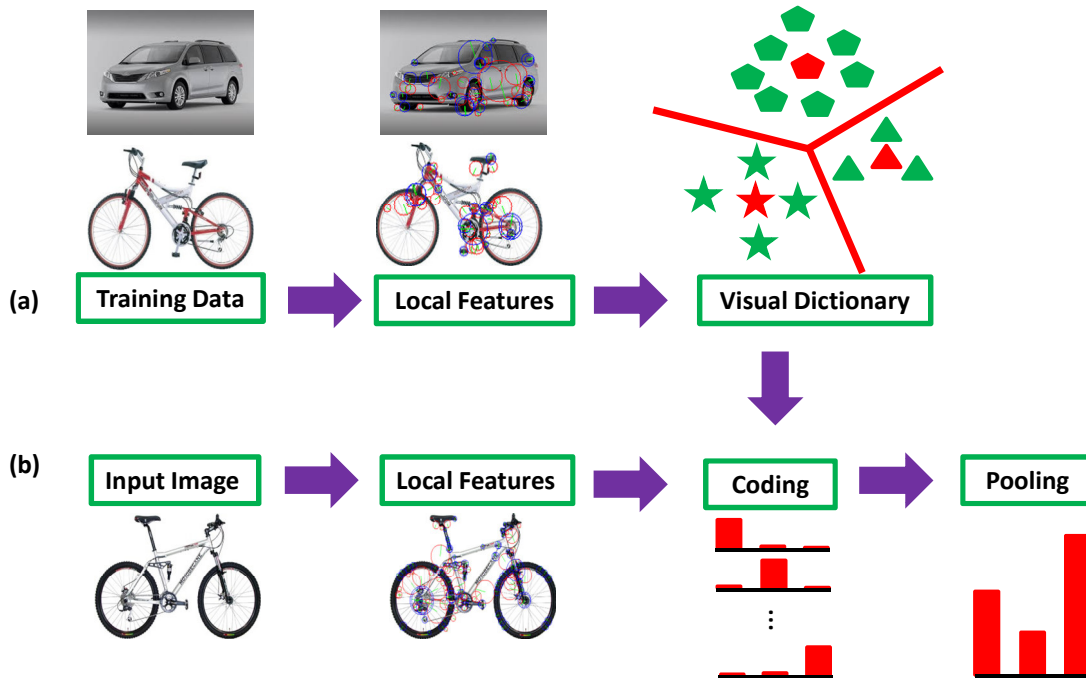 (a)
Training Data
Local Features
Visual Dictionary
(b)
Input Image
Local Features
Coding
Pooling